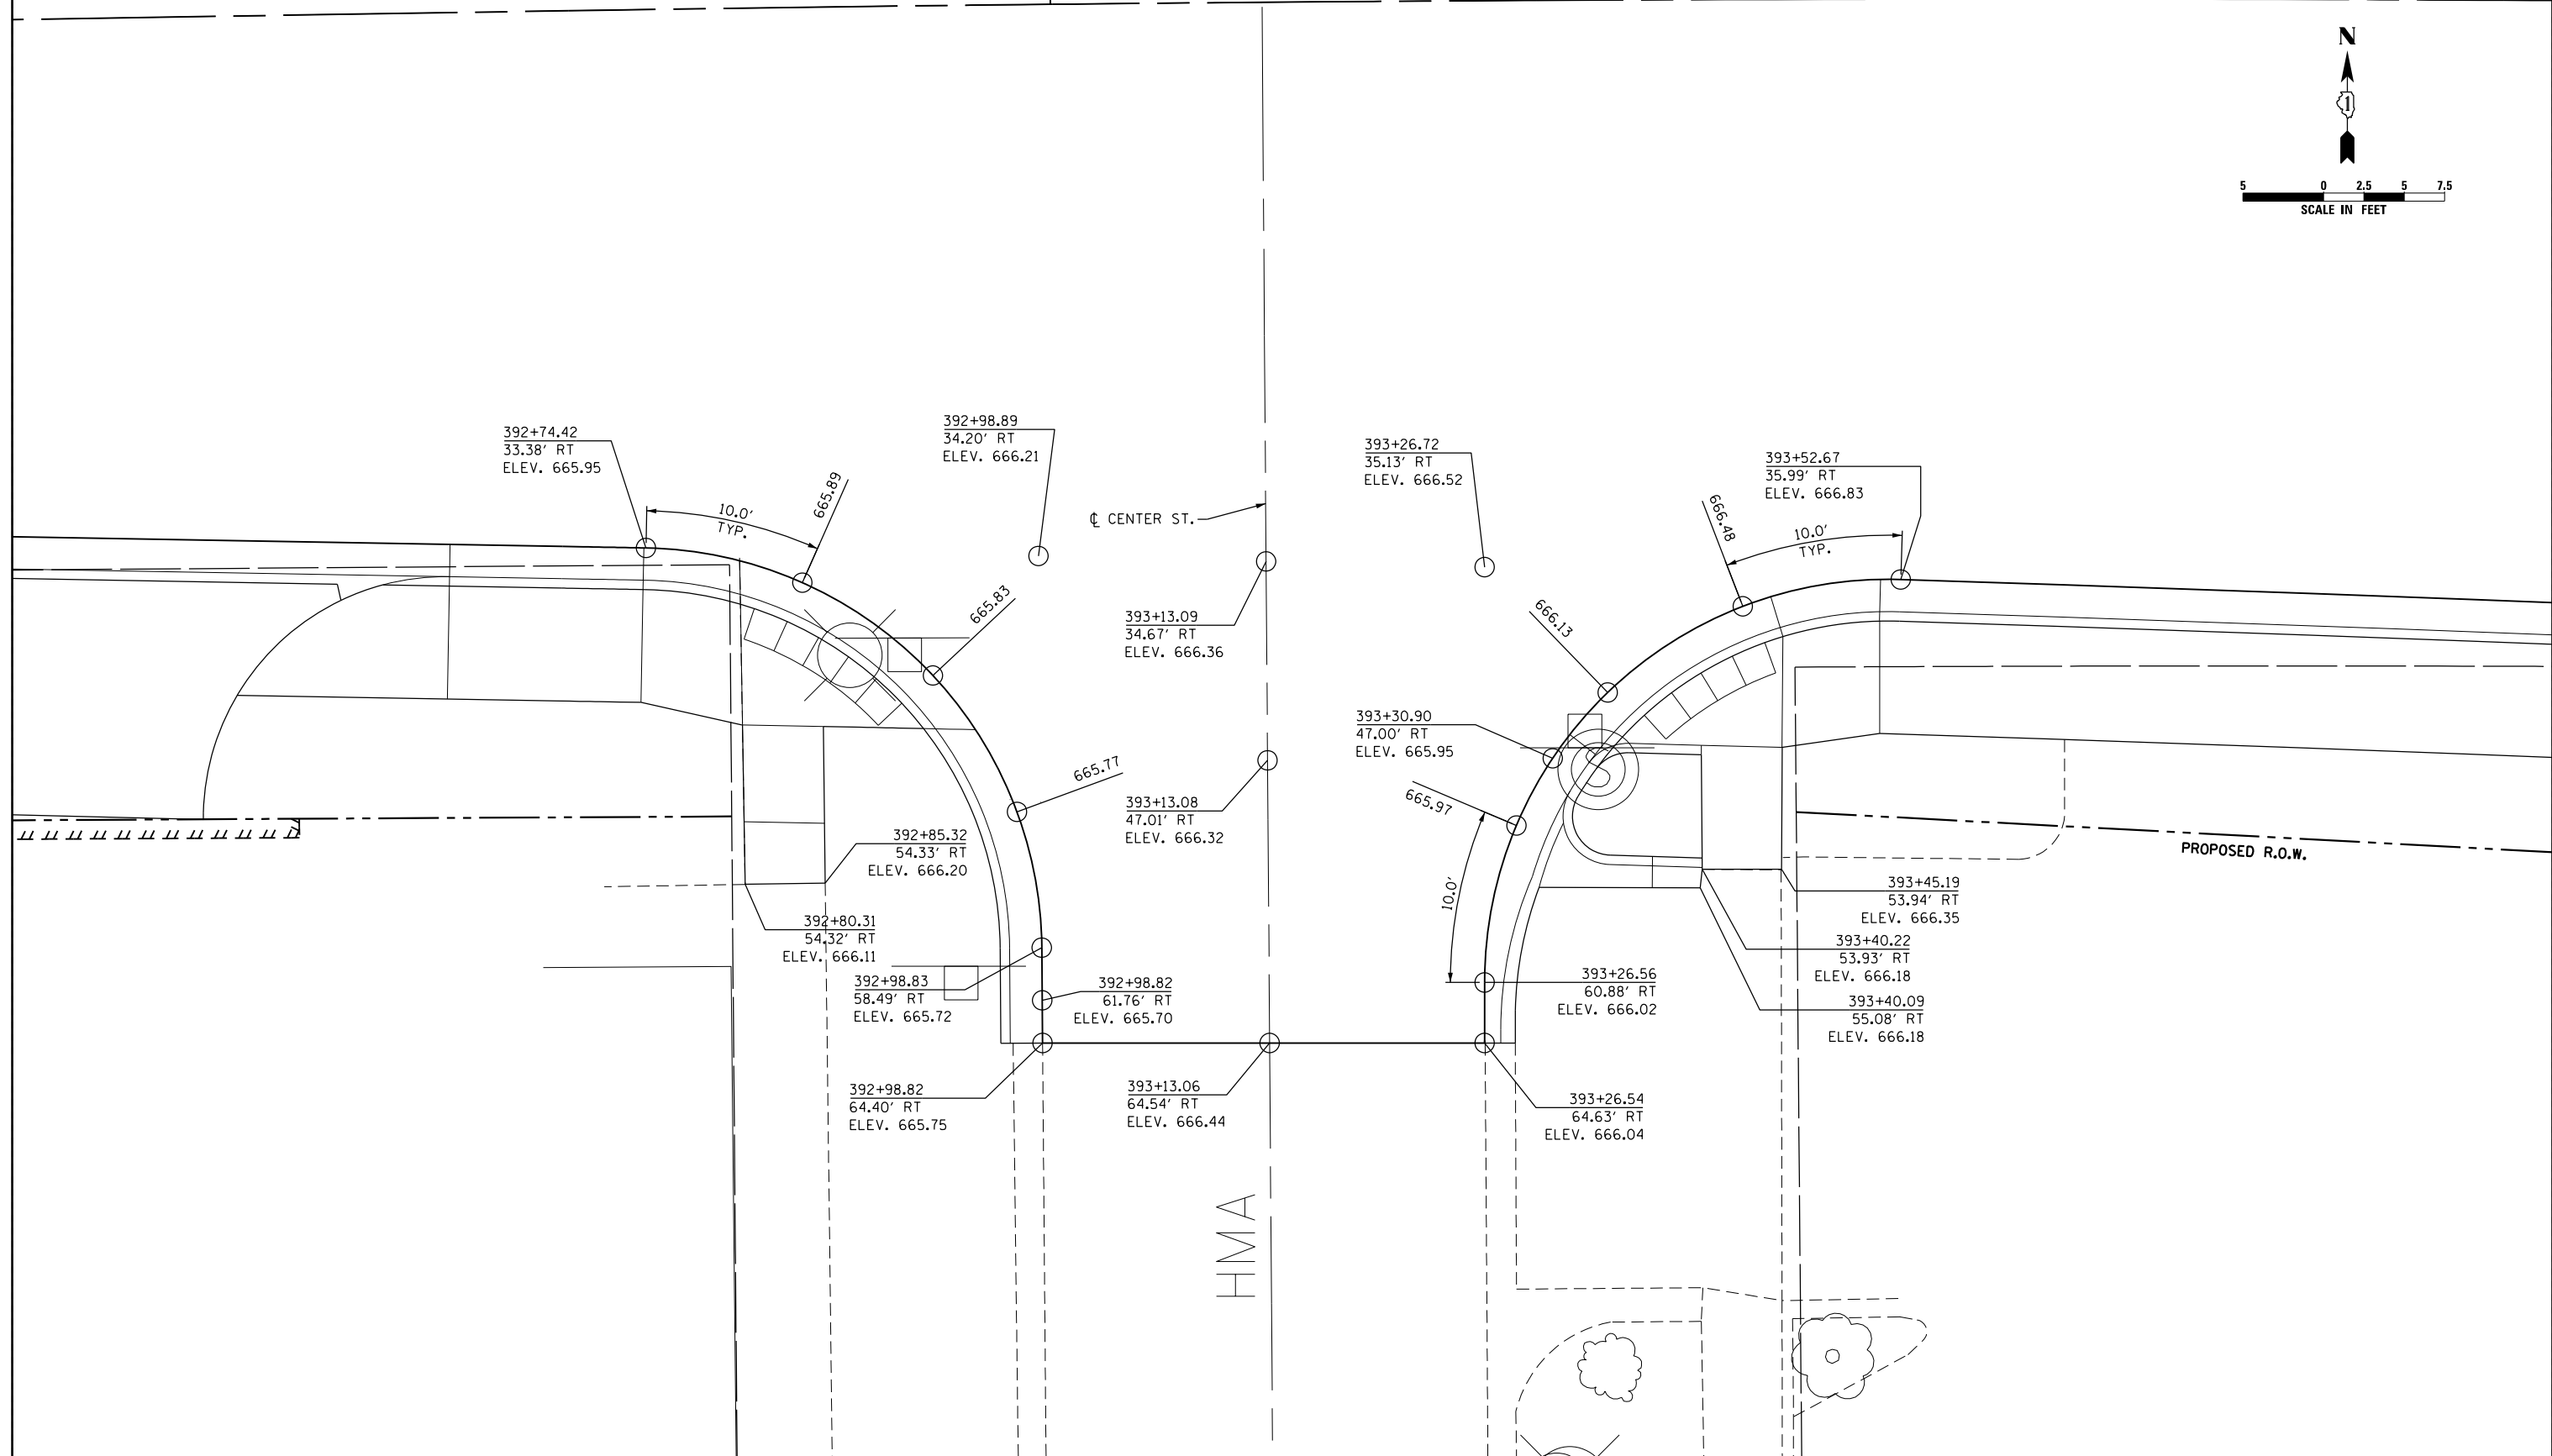 N
1
5 0 2.5 5 7.5
SCALE IN FEET
392+74.42
33.38' RT
ELEV. 665.95
10.0'
TYP.
665.89
392+98.89
34.20' RT
ELEV. 666.21
665.83
℄ CENTER ST.
393+13.09
34.67' RT
ELEV. 666.36
393+26.72
35.13' RT
ELEV. 666.52
393+52.67
35.99' RT
ELEV. 666.83
666.48
10.0'
TYP.
666.13
393+30.90
47.00' RT
ELEV. 665.95
665.97
665.77
393+13.08
47.01' RT
ELEV. 666.32
392+85.32
54.33' RT
ELEV. 666.20
392+80.31
54.32' RT
ELEV. 666.11
392+98.83
58.49' RT
ELEV. 665.72
392+98.82
61.76' RT
ELEV. 665.70
10.0'
PROPOSED R.O.W.
393+45.19
53.94' RT
ELEV. 666.35
393+40.22
53.93' RT
ELEV. 666.18
393+40.09
55.08' RT
ELEV. 666.18
393+26.56
60.88' RT
ELEV. 666.02
392+98.82
64.40' RT
ELEV. 665.75
393+13.06
64.54' RT
ELEV. 666.44
393+26.54
64.63' RT
ELEV. 666.04
HMA